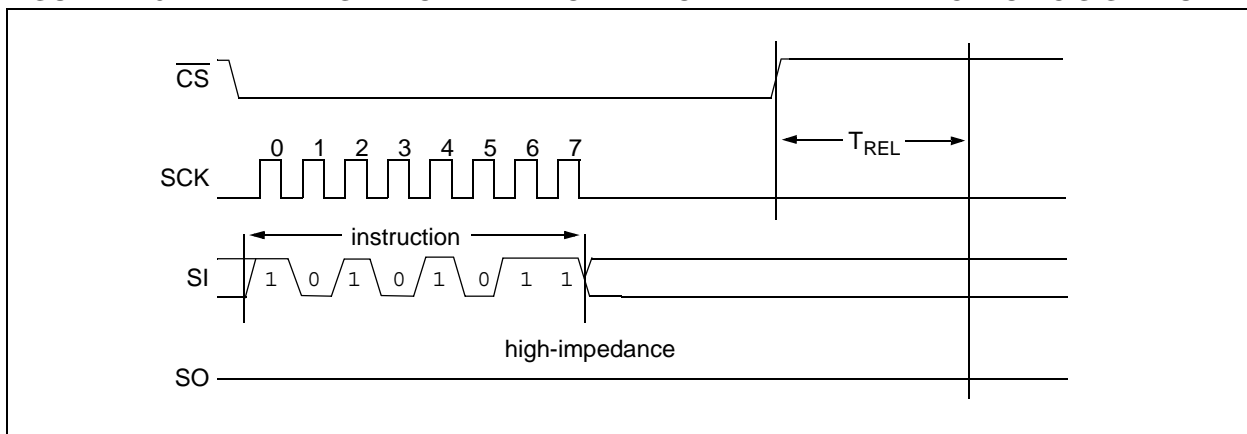 CS
T_REL
0 1 2 3 4 5 6 7
SCK
instruction
SI 1 0 1 0 1 0 1 1
high-impedance
SO